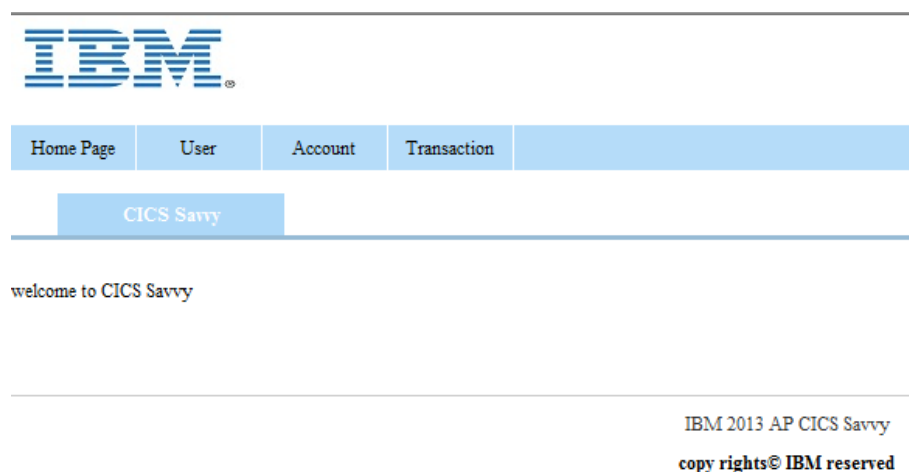 IBM®
Home Page User Account Transaction
CICS Savvy
welcome to CICS Savvy
IBM 2013 AP CICS Savvy
copy rights© IBM reserved